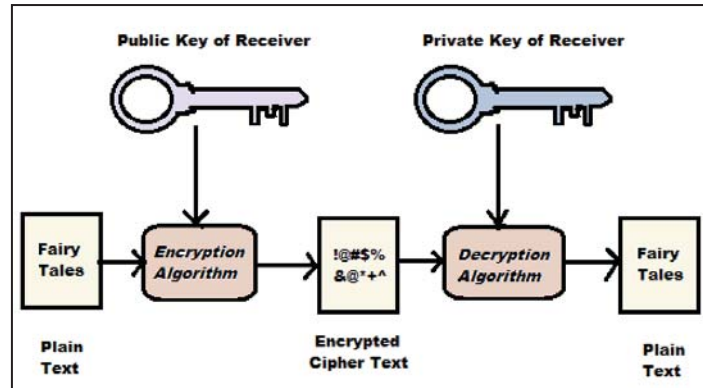 Public Key of Receiver
Private Key of Receiver
Fairy
Tales
Encryption
Algorithm
!@#$%
&@*+^
Decryption
Algorithm
Fairy
Tales
Plain
Text
Encrypted
Cipher Text
Plain
Text